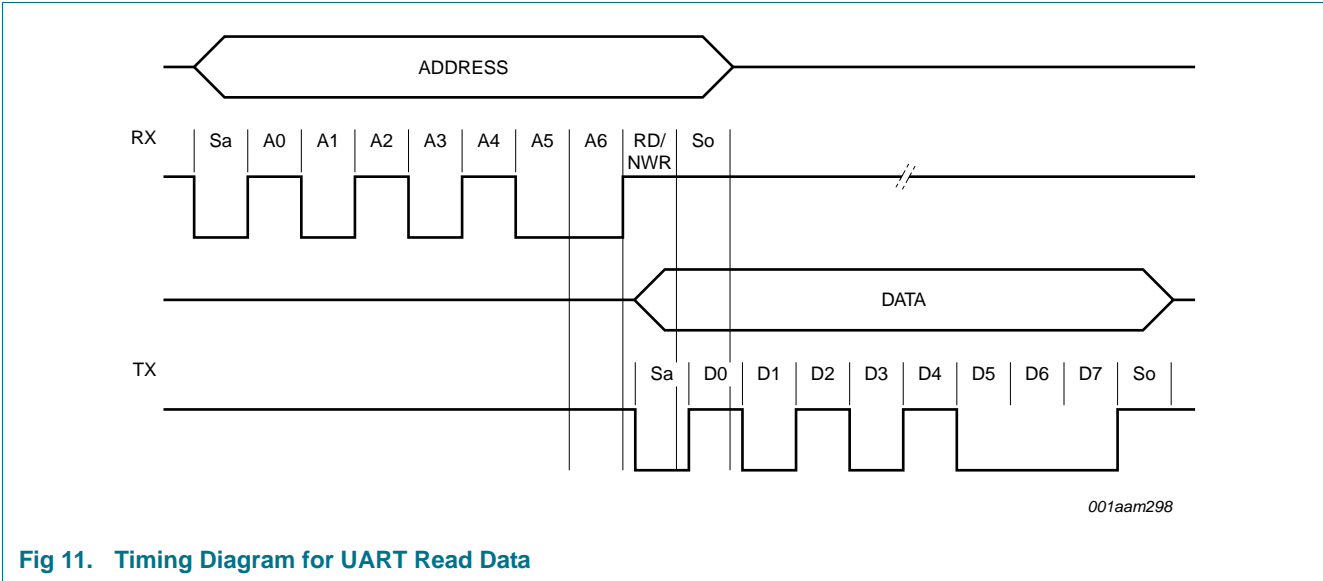 ADDRESS
RX Sa A0 A1 A2 A3 A4 A5 A6 RD/ So
NWR
DATA
TX Sa D0 D1 D2 D3 D4 D5 D6 D7 So
001aam298
Fig 11. Timing Diagram for UART Read Data